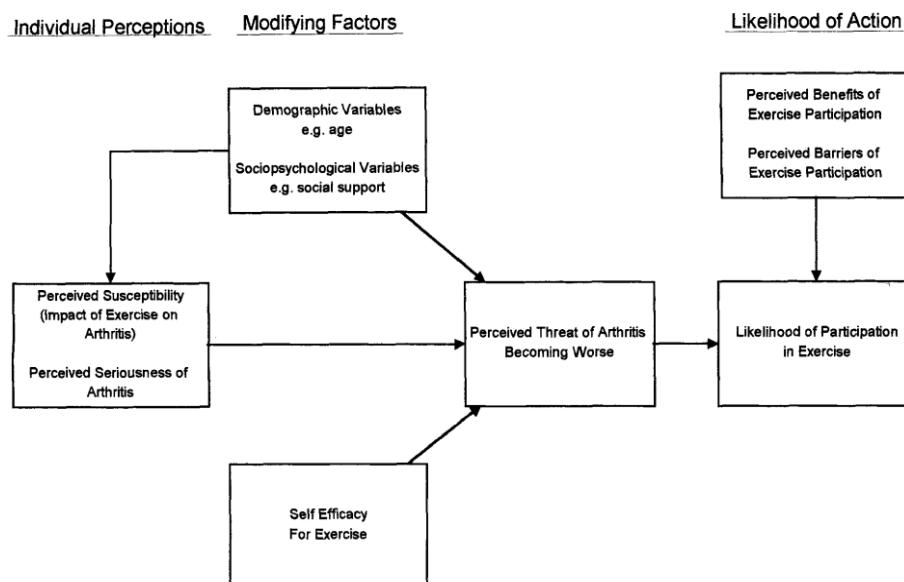 Individual Perceptions
Modifying Factors
Likelihood of Action
Demographic Variables
e.g. age
Sociopsychological Variables
e.g. social support
Perceived Benefits of
Exercise Participation
Perceived Barriers of
Exercise Participation
Perceived Susceptibility
(Impact of Exercise on
Arthritis)
Perceived Seriousness of
Arthritis
Perceived Threat of Arthritis
Becoming Worse
Likelihood of Participation
in Exercise
Self Efficacy
For Exercise